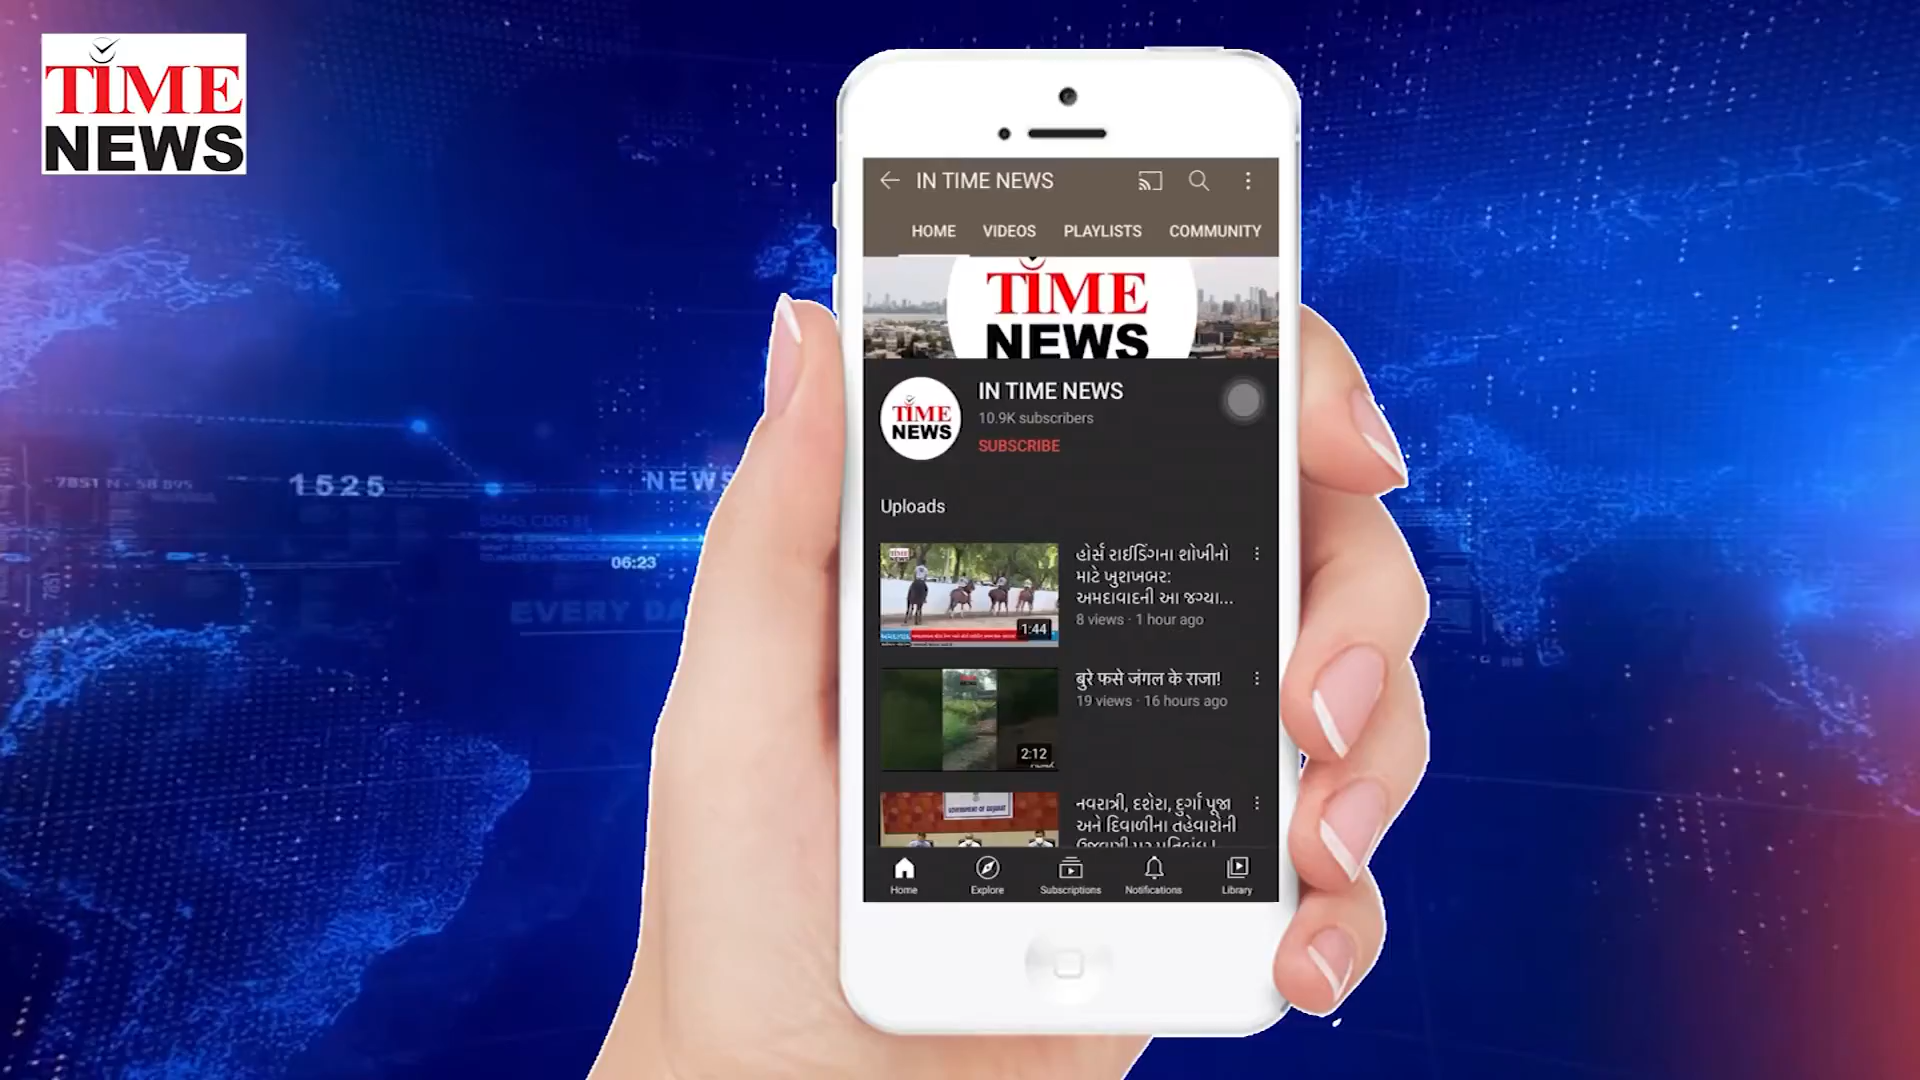 TIME
NEWS
IN TIME NEWS
HOME VIDEOS PLAYLISTS COMMUNITY
TIME
NEWS
IN TIME NEWS
10.9K subscribers
SUBSCRIBE
TIME
NEWS
Uploads
હોર્સ રાઈડિંગના શોખીનો
માટે ખુશખબર:
અમદાવાદની આ જગ્યા...
8 views · 1 hour ago
1:44
बुरे फसे जंगल के राजा!
19 views · 16 hours ago
2:12
GOVERNMENT OF GUJARAT
નવરાત્રી, દશેરા, દુર્ગા પૂજા
અને દિવાળીના તહેવારોની
Home Explore Subscriptions Notifications Library
1525
NEWS
06:23
EVERY DA